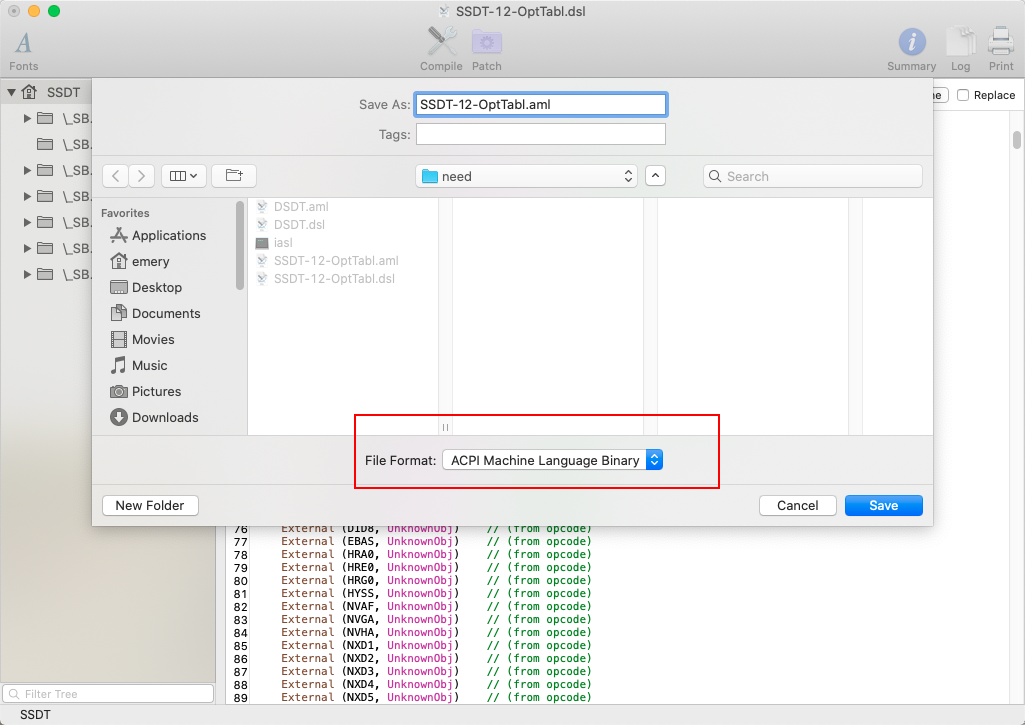 SSDT-12-OptTabl.dsl
Fonts
Compile
Patch
Summary
Log
Print
SSDT
Replace
Save As: SSDT-12-OptTabl.aml
Tags:
\_SB.
\_SB.
\_SB.
\_SB.
\_SB.
\_SB.
\_SB.
need
Search
Favorites
Applications
emery
Desktop
Documents
Movies
Music
Pictures
Downloads
DSDT.aml
DSDT.dsl
iasl
SSDT-12-OptTabl.aml
SSDT-12-OptTabl.dsl
File Format: ACPI Machine Language Binary
New Folder
Cancel
Save
76 External (DID8, UnknownObj) // (from opcode)
77 External (EBAS, UnknownObj) // (from opcode)
78 External (HRA0, UnknownObj) // (from opcode)
79 External (HRE0, UnknownObj) // (from opcode)
80 External (HRG0, UnknownObj) // (from opcode)
81 External (HYSS, UnknownObj) // (from opcode)
82 External (NVAF, UnknownObj) // (from opcode)
83 External (NVGA, UnknownObj) // (from opcode)
84 External (NVHA, UnknownObj) // (from opcode)
85 External (NXD1, UnknownObj) // (from opcode)
86 External (NXD2, UnknownObj) // (from opcode)
87 External (NXD3, UnknownObj) // (from opcode)
88 External (NXD4, UnknownObj) // (from opcode)
89 External (NXD5, UnknownObj) // (from opcode)
Filter Tree
SSDT